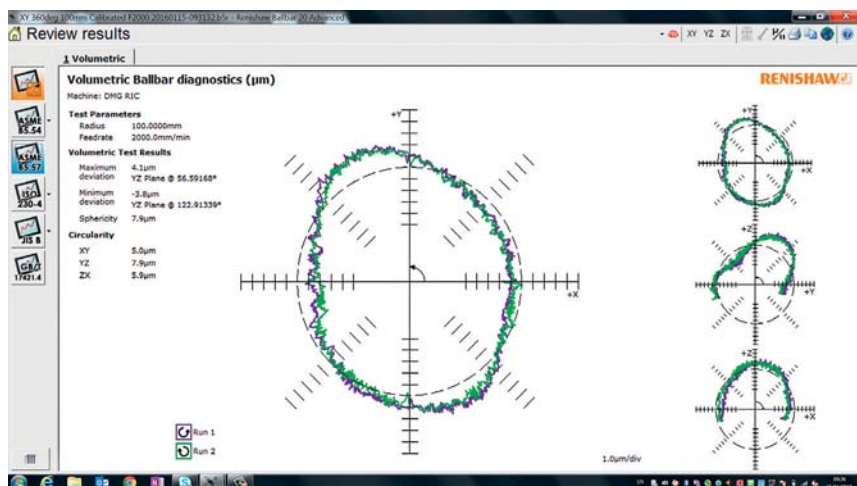 XY 360deg 100mm Calibrated F2000 20160115-093132.b5r - Renishaw Ballbar 20 Advanced
Review results
XY YZ ZX
1 Volumetric
Volumetric Ballbar diagnostics (µm)
RENISHAW
Machine: DMG RIC
Test Parameters
Radius 100.0000mm
Feedrate 2000.0mm/min
Volumetric Test Results
Maximum deviation 4.1µm
YZ Plane @ 56.59168°
Minimum deviation -3.8µm
YZ Plane @ 122.91339°
Sphericity 7.9µm
Circularity
XY 5.0µm
YZ 7.9µm
ZX 5.9µm
ASME B5.54
ASME B5.57
ISO 230-4
JIS B
GB/T 17421.4
+Y
+X
+Y
+X
+Z
+Y
+Z
+X
Run 1
Run 2
1.0µm/div